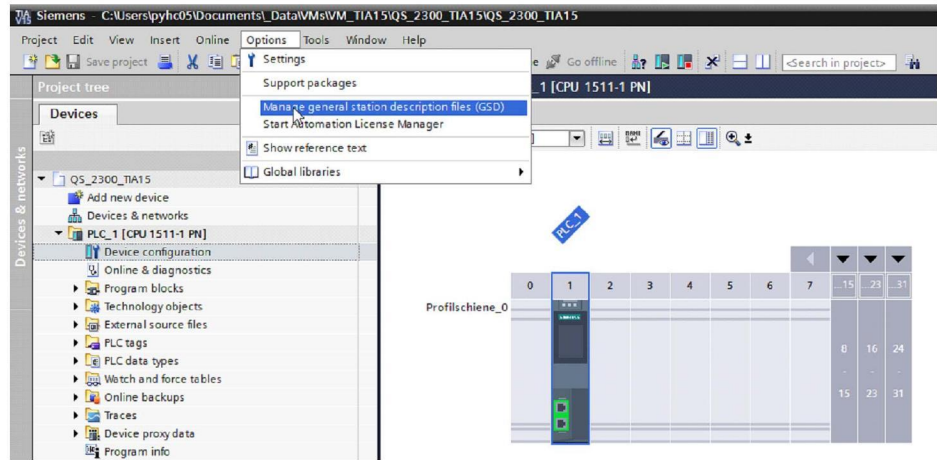 Siemens - C:\Users\pyhc05\Documents\_Data\VMs\VM_TIA15\QS_2300_TIA15\QS_2300_TIA15
Project Edit View Insert Online Options Tools Window Help
Save project
Go offline
<Search in project>
Settings
Support packages
Manage general station description files (GSD)
Start Automation License Manager
Show reference text
Global libraries
Project tree
_1 [CPU 1511-1 PN]
Devices
Devices & networks
QS_2300_TIA15
Add new device
Devices & networks
PLC_1 [CPU 1511-1 PN]
Device configuration
Online & diagnostics
Program blocks
Technology objects
External source files
PLC tags
PLC data types
Watch and force tables
Online backups
Traces
Device proxy data
Program info
PLC_1
0 1 2 3 4 5 6 7 ...15 ...23 ...31
Profilschiene_0
SIEMENS
8 16 24
- - -
15 23 31